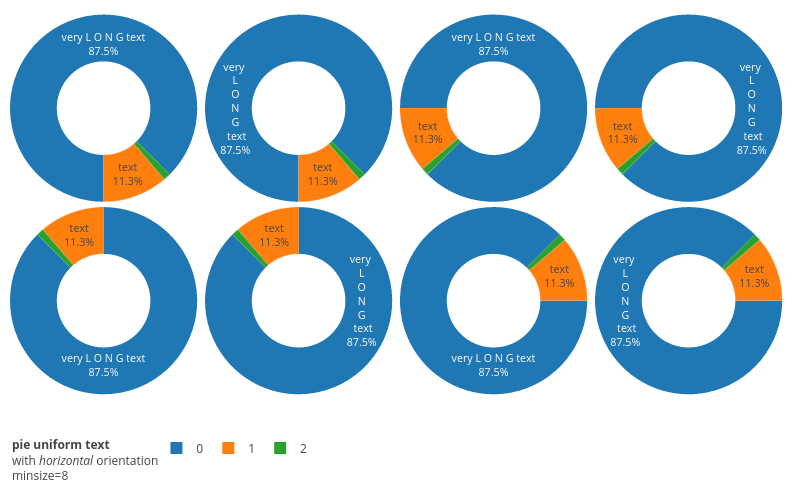 very L O N G text
87.5%
text
11.3%
very
L
O
N
G
text
87.5%
text
11.3%
very L O N G text
87.5%
text
11.3%
very
L
O
N
G
text
87.5%
text
11.3%
text
11.3%
very L O N G text
87.5%
text
11.3%
very
L
O
N
G
text
87.5%
text
11.3%
very L O N G text
87.5%
very
L
O
N
G
text
87.5%
text
11.3%
pie uniform text
with horizontal orientation
minsize=8
0 1 2